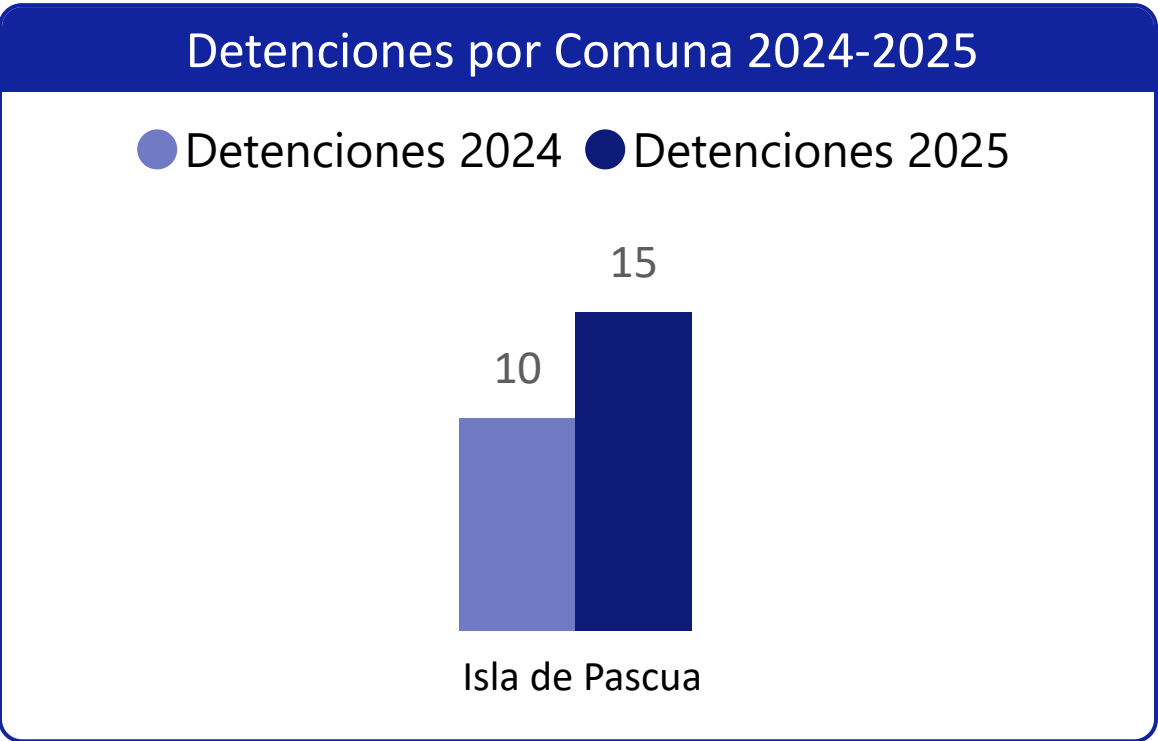 Detenciones por Comuna 2024-2025
Detenciones 2024 Detenciones 2025
15
10
Isla de Pascua